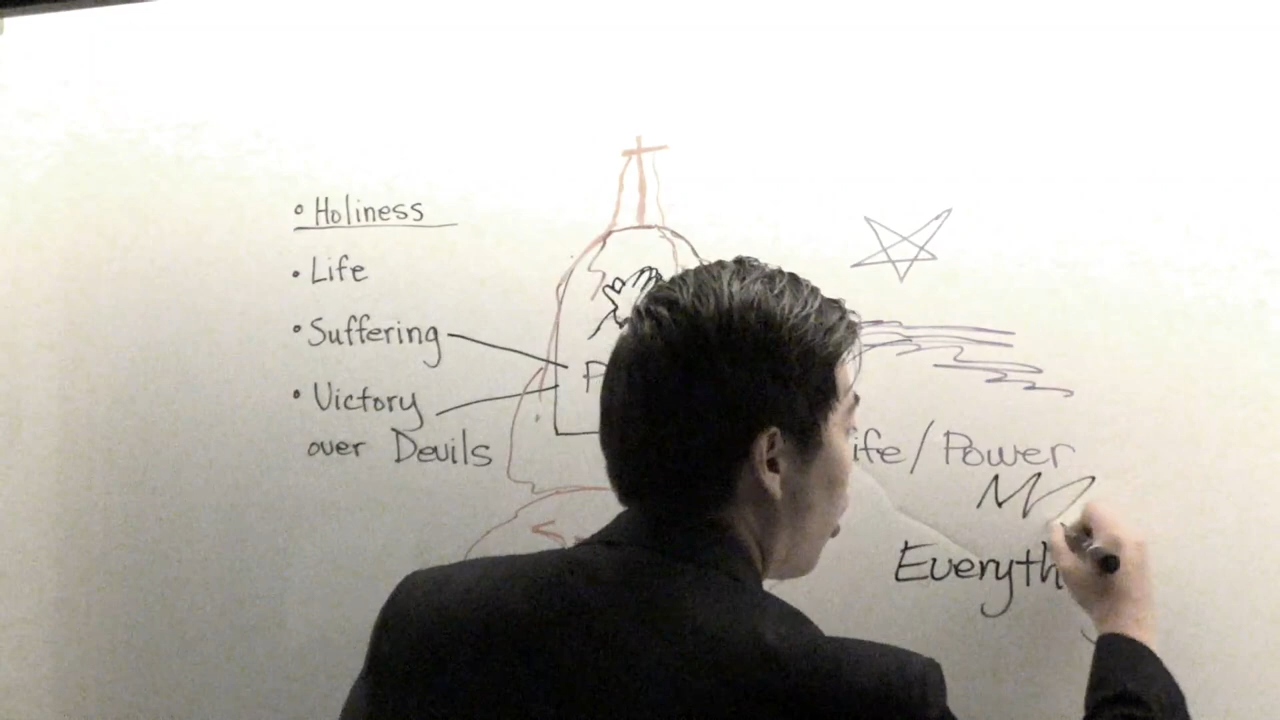 • Holiness
• Life
• Suffering
• Victory
over Devils
P
ife/Power
Everyth